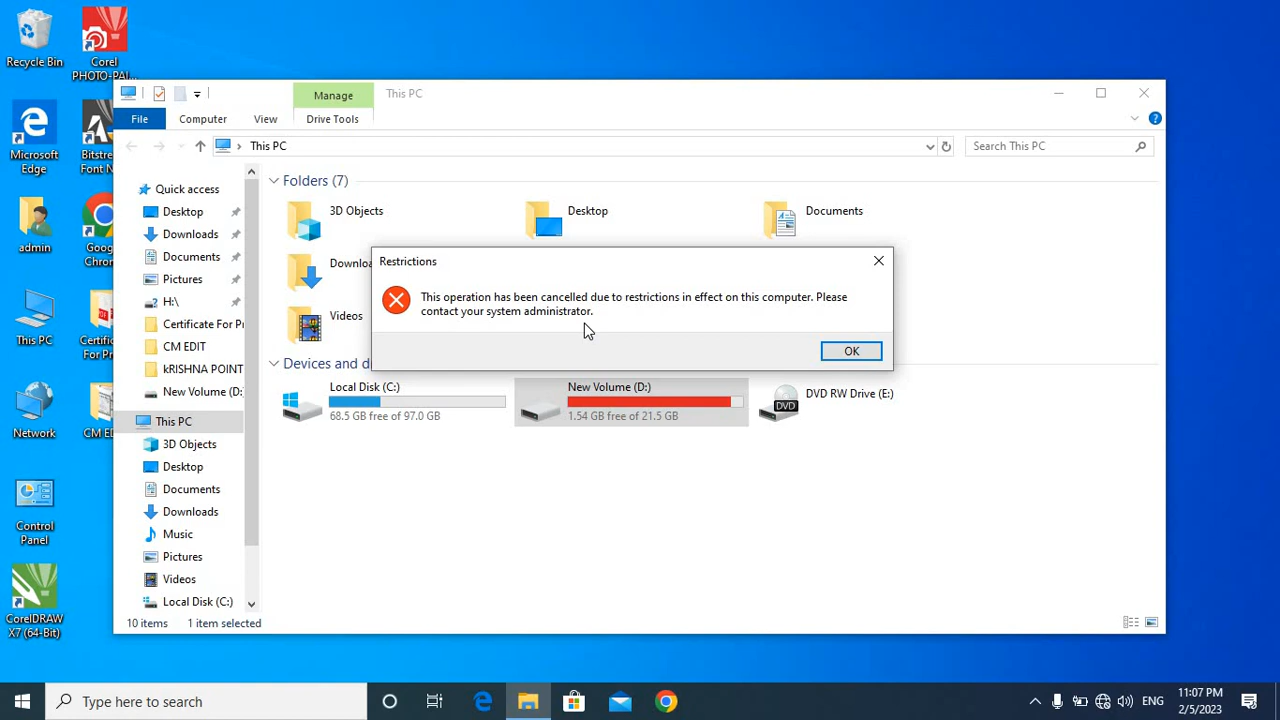 Recycle Bin
Corel
PHOTO-PAI...
Microsoft
Edge
Bitstre
Font N
admin
Goog
Chron
This PC
Certific
For P
Network
CM ED
Control
Panel
CorelDRAW
X7 (64-Bit)
Manage
This PC
File
Computer
View
Drive Tools
This PC
Search This PC
Quick access
Desktop
Downloads
Documents
Pictures
H:\
Certificate For Pr
CM EDIT
kRISHNA POINT
New Volume (D:)
This PC
3D Objects
Desktop
Documents
Downloads
Music
Pictures
Videos
Local Disk (C:)
Folders (7)
3D Objects
Desktop
Documents
Downloa
Videos
Restrictions
This operation has been cancelled due to restrictions in effect on this computer. Please
contact your system administrator.
OK
Devices and d
Local Disk (C:)
68.5 GB free of 97.0 GB
New Volume (D:)
1.54 GB free of 21.5 GB
DVD
DVD RW Drive (E:)
10 items
1 item selected
Type here to search
ENG
11:07 PM
2/5/2023